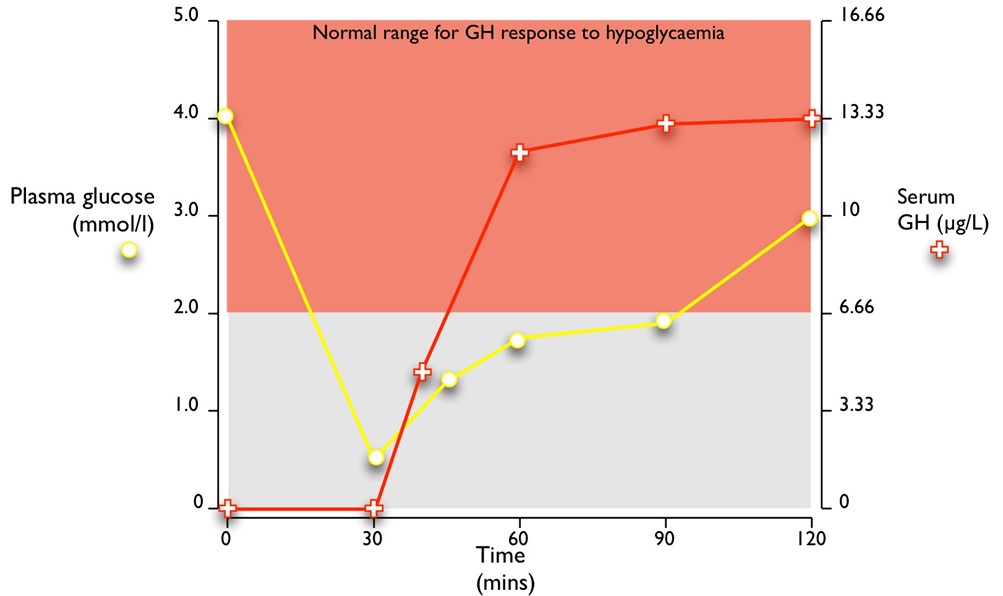 Normal range for GH response to hypoglycaemia
5.0
4.0
3.0
2.0
1.0
0
Plasma glucose
(mmol/l)
16.66
13.33
10
6.66
3.33
0
Serum
GH (µg/L)
0
30
60
90
120
Time
(mins)